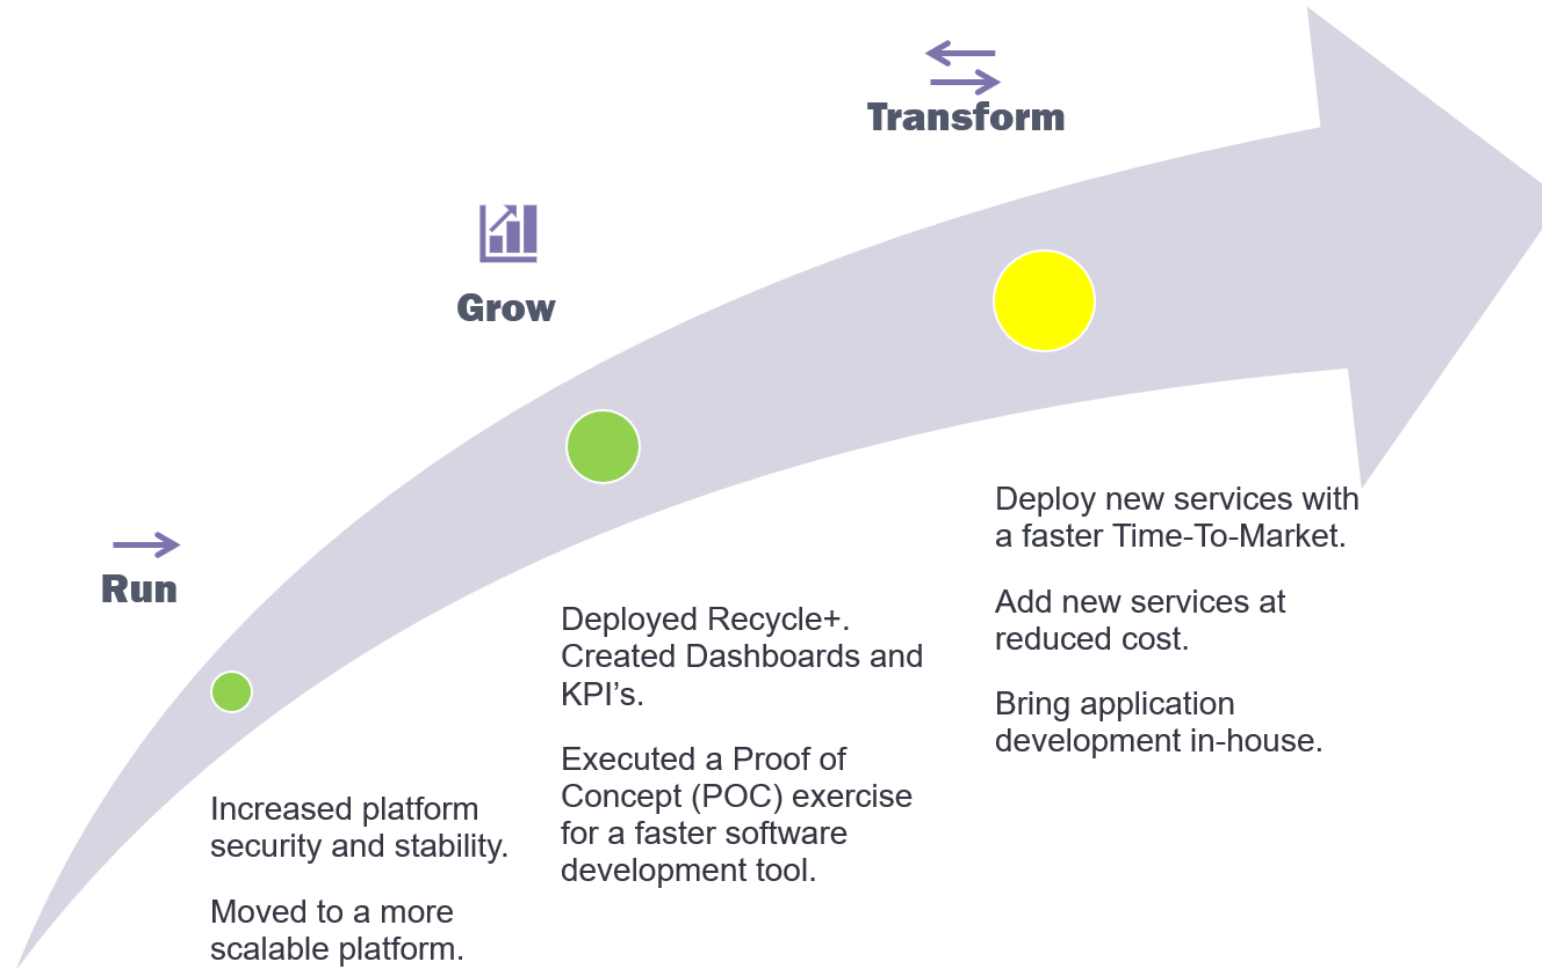 Transform
Grow
Run
Increased platform
security and stability.
Moved to a more
scalable platform.
Deployed Recycle+.
Created Dashboards and
KPI’s.
Executed a Proof of
Concept (POC) exercise
for a faster software
development tool.
Deploy new services with
a faster Time-To-Market.
Add new services at
reduced cost.
Bring application
development in-house.